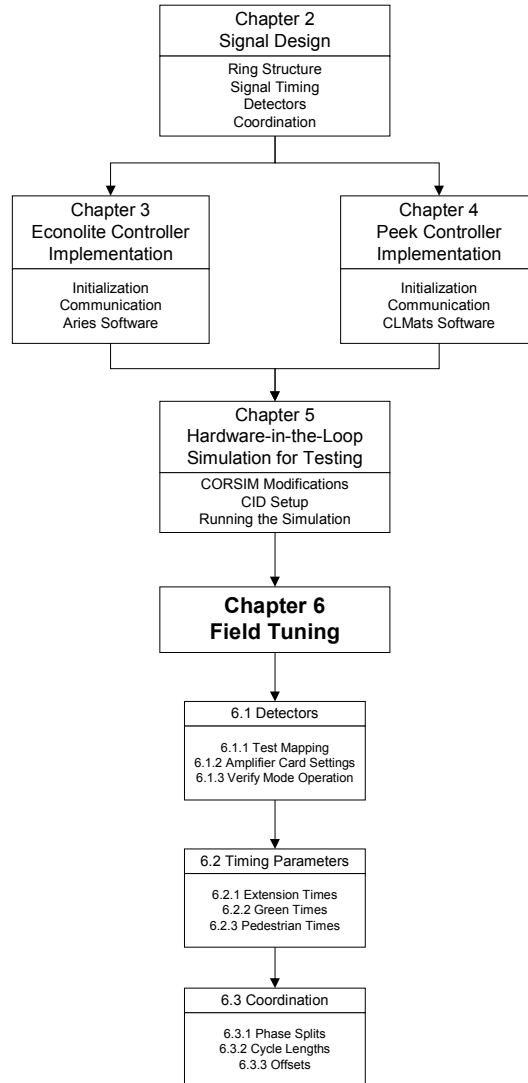 Chapter 2
Signal Design
Ring Structure
Signal Timing
Detectors
Coordination
Chapter 3
Econolite Controller
Implementation
Initialization
Communication
Aries Software
Chapter 4
Peek Controller
Implementation
Initialization
Communication
CLMats Software
Chapter 5
Hardware-in-the-Loop
Simulation for Testing
CORSIM Modifications
CID Setup
Running the Simulation
Chapter 6
Field Tuning
6.1 Detectors
6.1.1 Test Mapping
6.1.2 Amplifier Card Settings
6.1.3 Verify Mode Operation
6.2 Timing Parameters
6.2.1 Extension Times
6.2.2 Green Times
6.2.3 Pedestrian Times
6.3 Coordination
6.3.1 Phase Splits
6.3.2 Cycle Lengths
6.3.3 Offsets